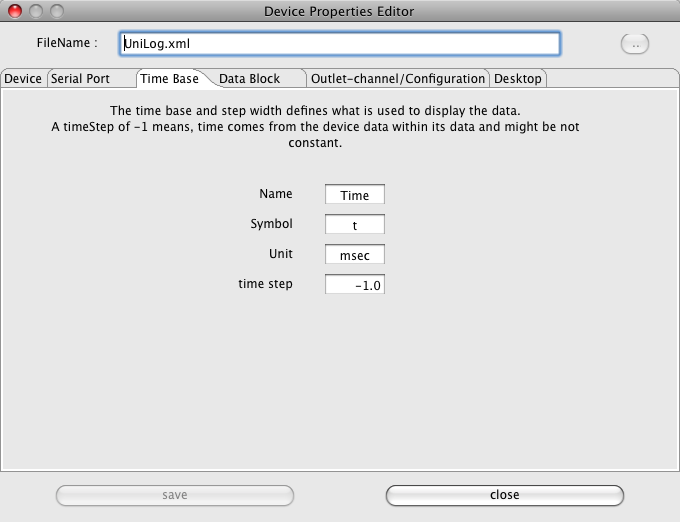 Device Properties Editor
FileName : UniLog.xml ..
Device Serial Port Time Base Data Block Outlet-channel/Configuration Desktop
The time base and step width defines what is used to display the data.
A timeStep of -1 means, time comes from the device data within its data and might be not
constant.
Name Time
Symbol t
Unit msec
time step -1.0
save close